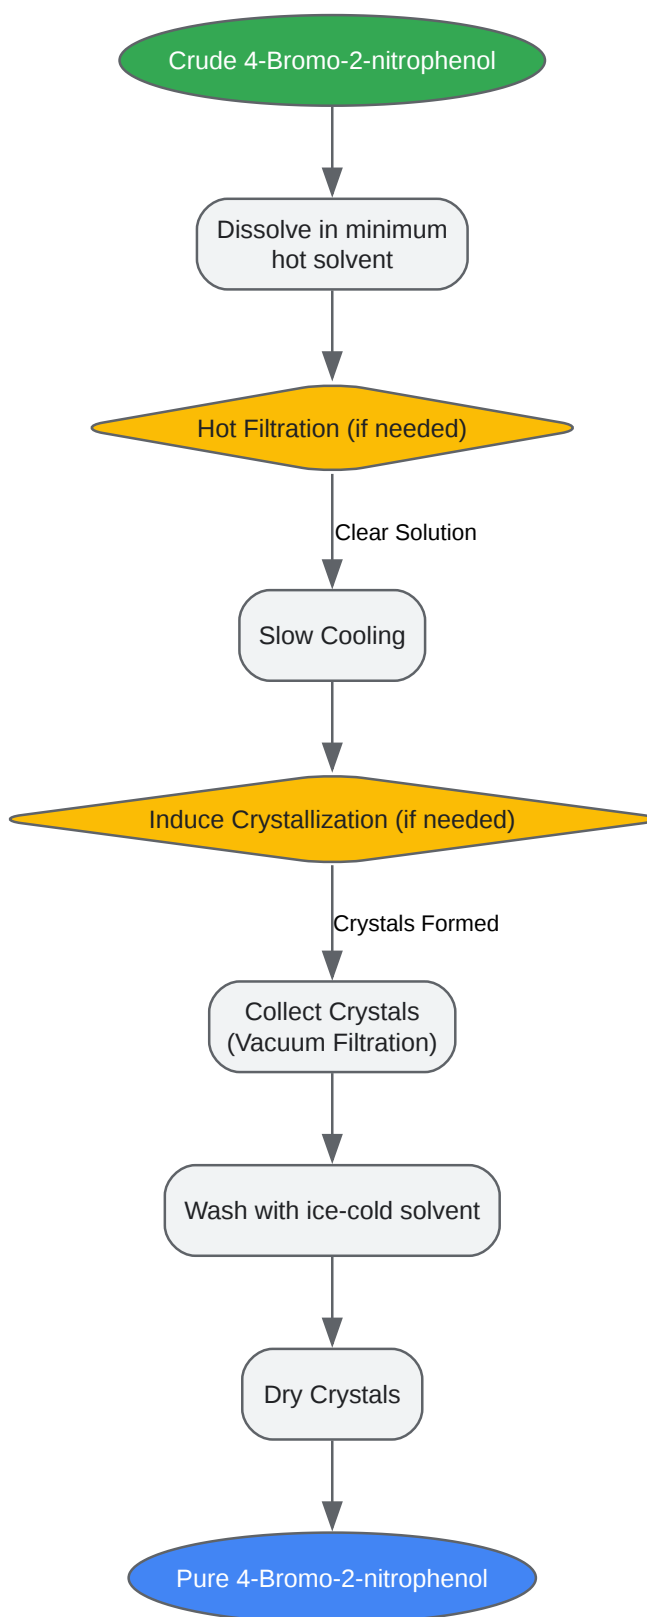 Crude 4-Bromo-2-nitrophenol
Dissolve in minimum
hot solvent
Hot Filtration (if needed)
Clear Solution
Slow Cooling
Induce Crystallization (if needed)
Crystals Formed
Collect Crystals
(Vacuum Filtration)
Wash with ice-cold solvent
Dry Crystals
Pure 4-Bromo-2-nitrophenol